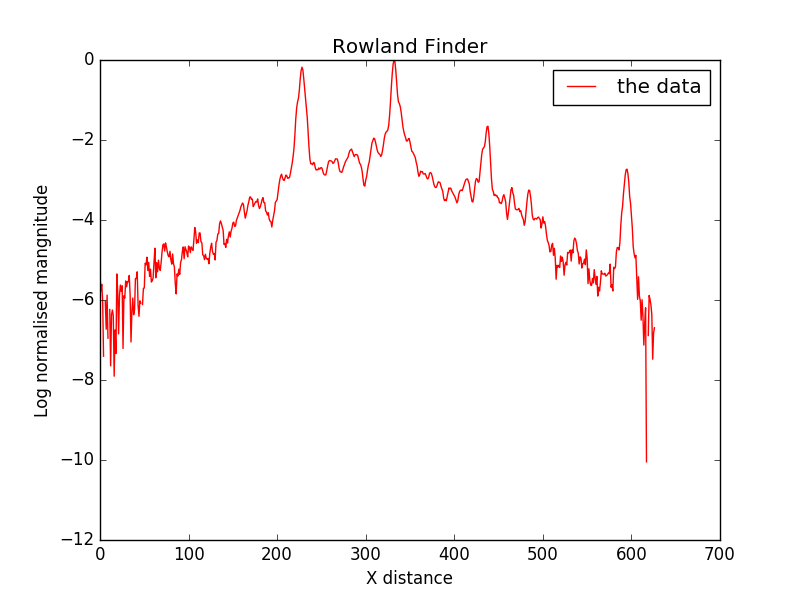 Rowland Finder
the data
Log normalised mangnitude
0
−2
−4
−6
−8
−10
−12
0 100 200 300 400 500 600 700
X distance